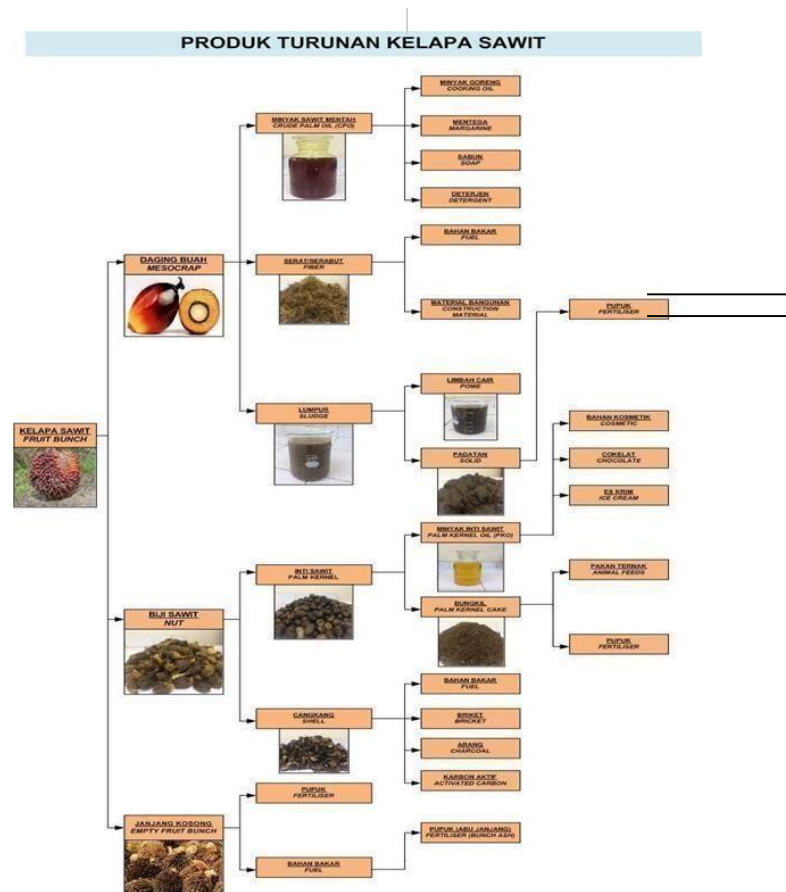 PRODUK TURUNAN KELAPA SAWIT
MINYAK GORENG
COOKING OIL
MINYAK SAWIT MENTAH
CRUDE PALM OIL (CPO)
MENTEGA
MARGARINE
SABUN
SOAP
DETERJEN
DETERGENT
BAHAN BAKAR
FUEL
DAGING BUAH
MESOCRAP
SERAT/SERABUT
FIBER
MATERIAL BANGUNAN
CONSTRUCTION
MATERIAL
PUPUK
FERTILISER
LIMBAH CAIR
POME
LUMPUR
SLUDGE
BAHAN KOSMETIK
COSMETIC
KELAPA SAWIT
FRUIT BUNCH
PADATAN
SOLID
COKELAT
CHOCOLATE
ES KRIM
ICE CREAM
MINYAK INTI SAWIT
PALM KERNEL OIL (PKO)
INTI SAWIT
PALM KERNEL
PAKAN TERNAK
ANIMAL FEEDS
BIJI SAWIT
NUT
BUNGKIL
PALM KERNEL CAKE
PUPUK
FERTILISER
BAHAN BAKAR
FUEL
CANGKANG
SHELL
BRIKET
BRICKET
ARANG
CHARCOAL
KARBON AKTIF
ACTIVATED CARBON
PUPUK
FERTILISER
JANJANG KOSONG
EMPTY FRUIT BUNCH
PUPUK (ABU JANJANG)
FERTILISER (BUNCH ASH)
BAHAN BAKAR
FUEL